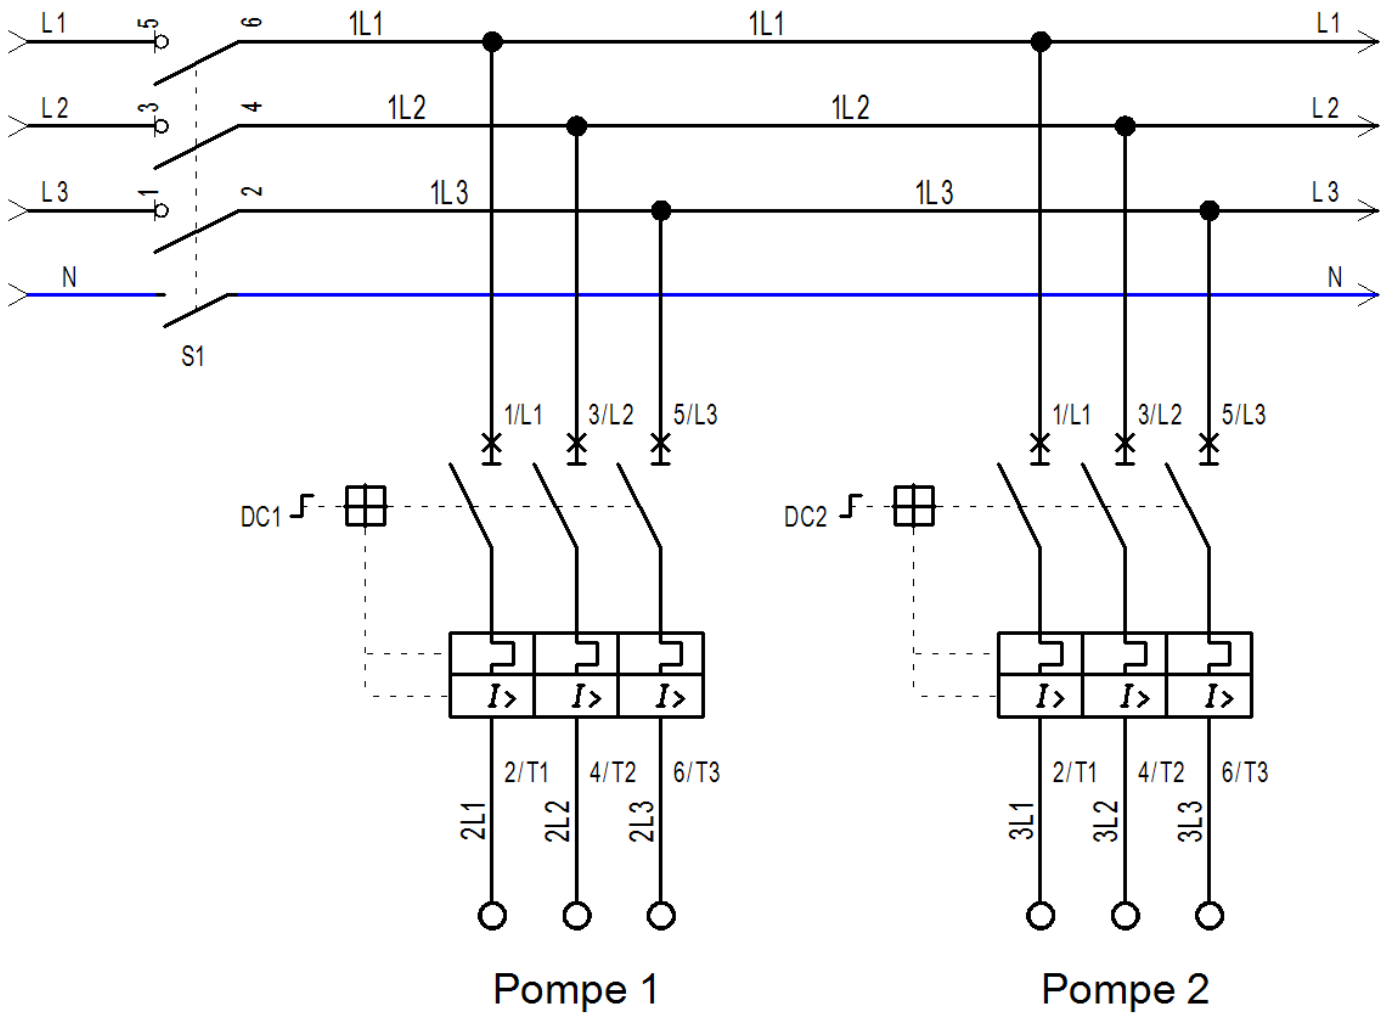 L1 5 6 1L1 1L1 L1
L2 3 4 1L2 1L2 L2
L3 1 2 1L3 1L3 L3
N N
S1
1/L1 3/L2 5/L3 1/L1 3/L2 5/L3
DC1 DC2
I> I> I> I> I> I>
2/T1 4/T2 6/T3 2/T1 4/T2 6/T3
2L1 2L2 2L3 3L1 3L2 3L3
Pompe 1 Pompe 2